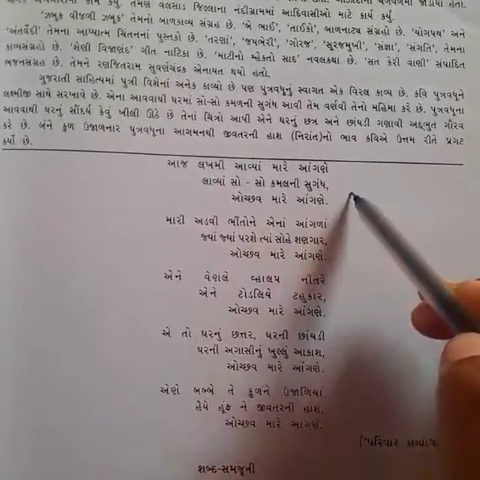 'ઝબૂક વીજળી ઝબૂક' તેમનો બાળકાવ્ય સંગ્રહ છે. 'બે ભાઈ', 'તાઈકો', બાળનાટ્ય સંગ્રહો છે. 'યોગપથ' અને
'અંતર્વેદી' તેમના આધ્યાત્મ ચિંતનનાં પુસ્તકો છે. 'તરણાં', 'જયભેરી', 'ગોરજ', 'સૂરજમુખી', 'સંજ્ઞા', 'સંગતિ', તેમના
કાવ્યસંગ્રહો છે. 'શેણી વિજાણંદ' ગીત નાટિકા છે. 'માટીનો મ્હેકતો સાદ' નવલકથા છે. 'સત કેરી વાણી' સંપાદિત
ભજનસંગ્રહ છે. તેમને રણજિતરામ સુવર્ણચંદ્રક એનાયત થયો હતો.
ગુજરાતી સાહિત્યમાં પુત્રી વિશેનાં અનેક કાવ્યો છે પણ પુત્રવધૂનું સ્વાગત એક વિરલ કાવ્ય છે. કવિ પુત્રવધૂને
લક્ષ્મીજી સાથે સરખાવે છે. એના આવવાથી ઘરમાં સો-સો કમળની સુગંધ આવી તેમ વર્ણવી તેનો મહિમા કરે છે. પુત્રવધૂના
આવવાથી ઘરનું સૌંદર્ય કેવું ખીલી ઊઠે છે તેનાં ચિત્રો આપી એને ઘરનું છત્ર અને છાંયડી ગણાવી અદ્ભુત ગૌરવ
કરે છે. બંને કુળ ઉજાળનાર પુત્રવધૂના આગમનથી જીવતરની હાશ (નિરાંત)નો ભાવ કવિએ ઉત્તમ રીતે પ્રગટ
કર્યો છે.
આજ લખમી આવ્યાં મારે આંગણે
લાવ્યાં સો - સો કમળની સુગંધ,
ઓચ્છવ મારે આંગણે.
મારી અડવી ભીંતોને એનાં આંગળાં
જ્યાં જ્યાં પરશે ત્યાં સોહે શણગાર,
ઓચ્છવ મારે આંગણે.
એને વેણલે વ્હાલપ નીતરે
એને ટોડલિયે ટહુકાર,
ઓચ્છવ મારે આંગણે.
એ તો ઘરનું છત્તર, ઘરની છાંયડી
ઘરની અગાસીનું ખુલ્લું આકાશ,
ઓચ્છવ મારે આંગણે.
એણે બબ્બે તે કુળને ઉજાળિયાં
હૈયે હૂંફ ને જીવતરની હાશ,
ઓચ્છવ મારે આંગણે.
('પરિવાર
શબ્દ-સમજૂતી